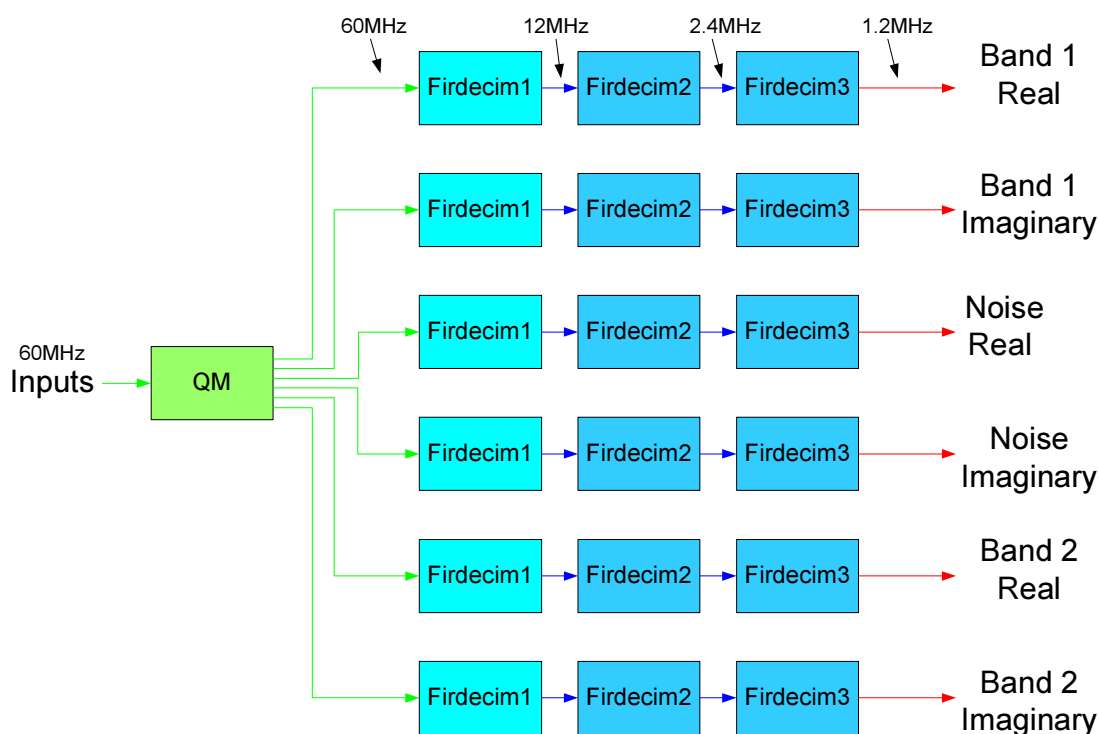 60MHz
12MHz
2.4MHz
1.2MHz
Firdecim1
Firdecim2
Firdecim3
Band 1
Real
Firdecim1
Firdecim2
Firdecim3
Band 1
Imaginary
Firdecim1
Firdecim2
Firdecim3
Noise
Real
60MHz
Inputs
QM
Firdecim1
Firdecim2
Firdecim3
Noise
Imaginary
Firdecim1
Firdecim2
Firdecim3
Band 2
Real
Firdecim1
Firdecim2
Firdecim3
Band 2
Imaginary